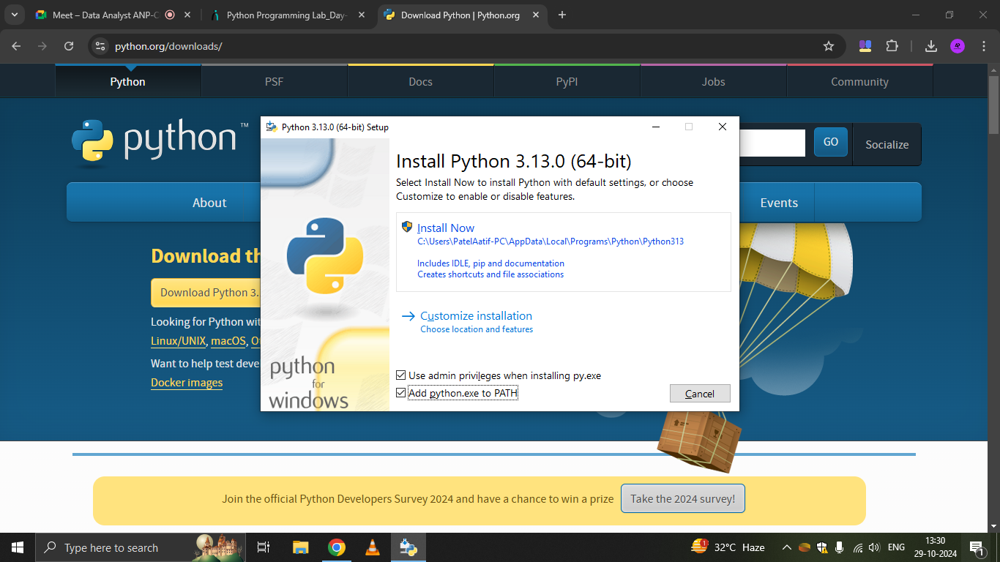 Meet – Data Analyst ANP-C
Python Programming Lab_Day-
Download Python | Python.org
python.org/downloads/
Python
PSF
Docs
PyPI
Jobs
Community
python™
GO
Socialize
About
Events
Download th
Download Python 3.
Looking for Python wit
Linux/UNIX, macOS, O
Want to help test deve
Docker images
Python 3.13.0 (64-bit) Setup
Install Python 3.13.0 (64-bit)
Select Install Now to install Python with default settings, or choose
Customize to enable or disable features.
Install Now
C:\Users\PatelAatif-PC\AppData\Local\Programs\Python\Python313
Includes IDLE, pip and documentation
Creates shortcuts and file associations
Customize installation
Choose location and features
Use admin privileges when installing py.exe
Add python.exe to PATH
Cancel
python
for
windows
Join the official Python Developers Survey 2024 and have a chance to win a prize
Take the 2024 survey!
Type here to search
1
32°C Haze
ENG
13:30
29-10-2024
1